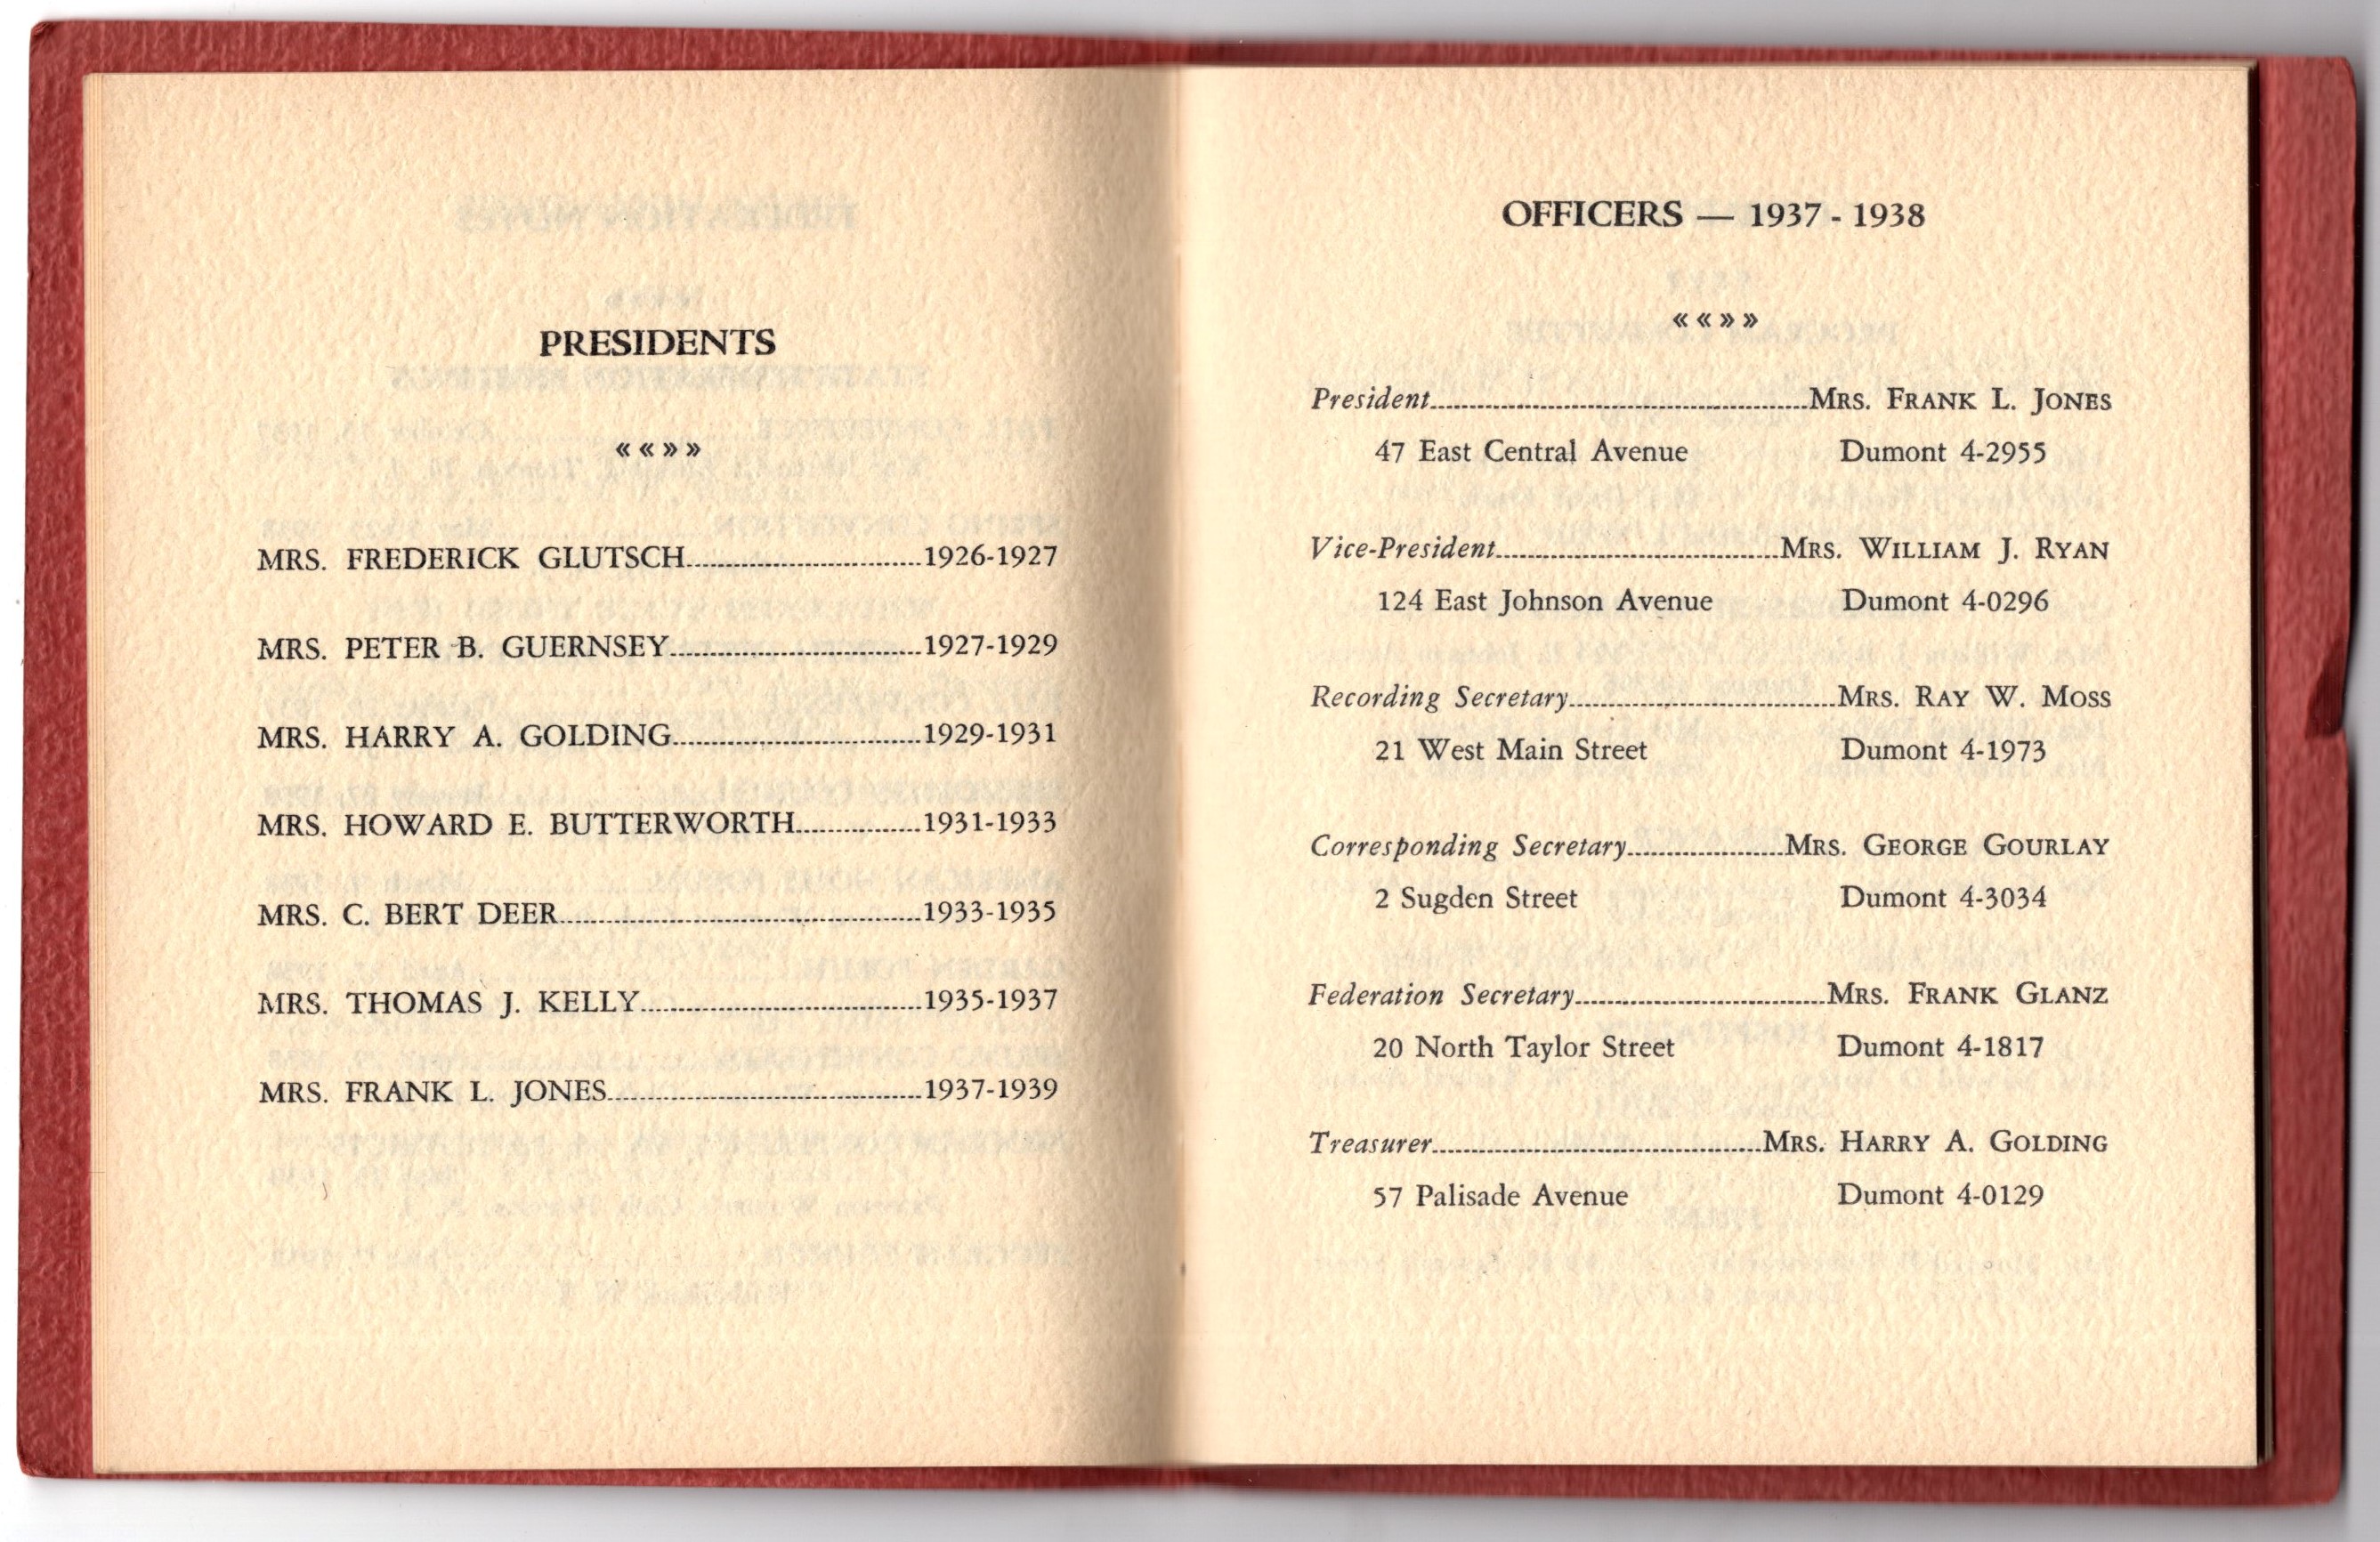 PRESIDENTS
««»»
MRS. FREDERICK GLUTSCH..............................1926-1927
MRS. PETER B. GUERNSEY................................1927-1929
MRS. HARRY A. GOLDING................................1929-1931
MRS. HOWARD E. BUTTERWORTH................1931-1933
MRS. C. BERT DEER..............................................1933-1935
MRS. THOMAS J. KELLY....................................1935-1937
MRS. FRANK L. JONES........................................1937-1939
OFFICERS — 1937 - 1938
««»»
President................................................MRS. FRANK L. JONES
47 East Central Avenue Dumont 4-2955
Vice-President....................................MRS. WILLIAM J. RYAN
124 East Johnson Avenue Dumont 4-0296
Recording Secretary..................................MRS. RAY W. MOSS
21 West Main Street Dumont 4-1973
Corresponding Secretary....................MRS. GEORGE GOURLAY
2 Sugden Street Dumont 4-3034
Federation Secretary................................MRS. FRANK GLANZ
20 North Taylor Street Dumont 4-1817
Treasurer..........................................MRS. HARRY A. GOLDING
57 Palisade Avenue Dumont 4-0129